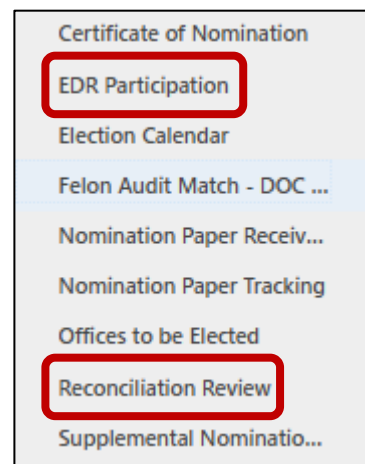 Certificate of Nomination
EDR Participation
Election Calendar
Felon Audit Match - DOC ...
Nomination Paper Receiv...
Nomination Paper Tracking
Offices to be Elected
Reconciliation Review
Supplemental Nominatio...